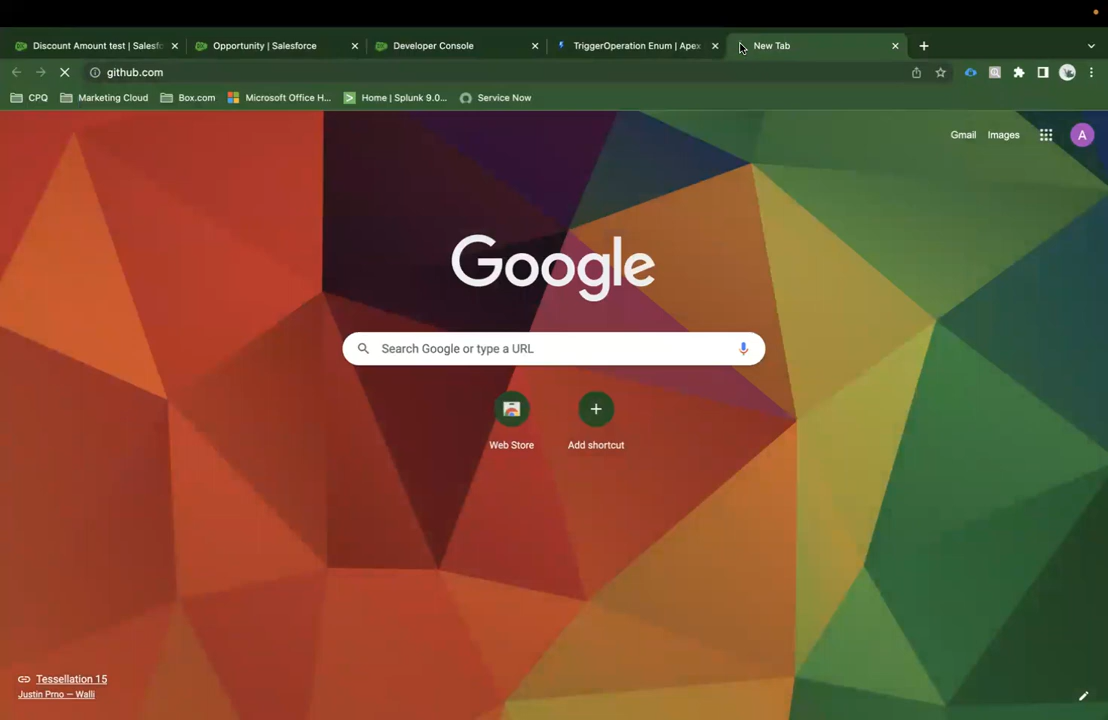 Discount Amount test | Salesfo
Opportunity | Salesforce
Developer Console
TriggerOperation Enum | Apex
New Tab
github.com
CPQ
Marketing Cloud
Box.com
Microsoft Office H...
Home | Splunk 9.0...
Service Now
Gmail
Images
A
Google
Search Google or type a URL
Web Store
Add shortcut
Tessellation 15
Justin Prno — Walli